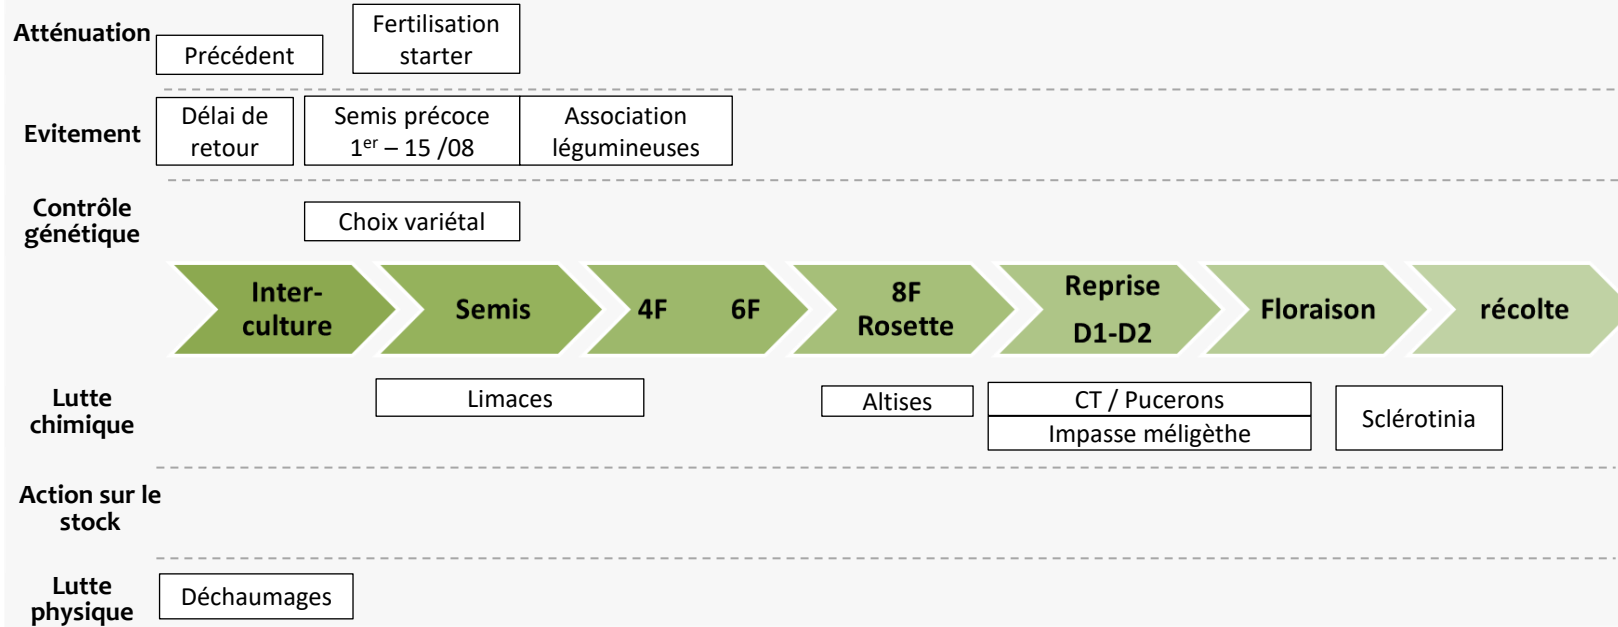 Atténuation
Précédent
Fertilisation
starter
Evitement
Délai de
retour
Semis précoce
1er – 15 /08
Association
légumineuses
Contrôle
génétique
Choix variétal
Inter-
culture
Semis
4F 6F
8F
Rosette
Reprise
D1-D2
Floraison
récolte
Lutte
chimique
Limaces
Altises
CT / Pucerons
Impasse méligèthe
Sclérotinia
Action sur le
stock
Lutte
physique
Déchaumages